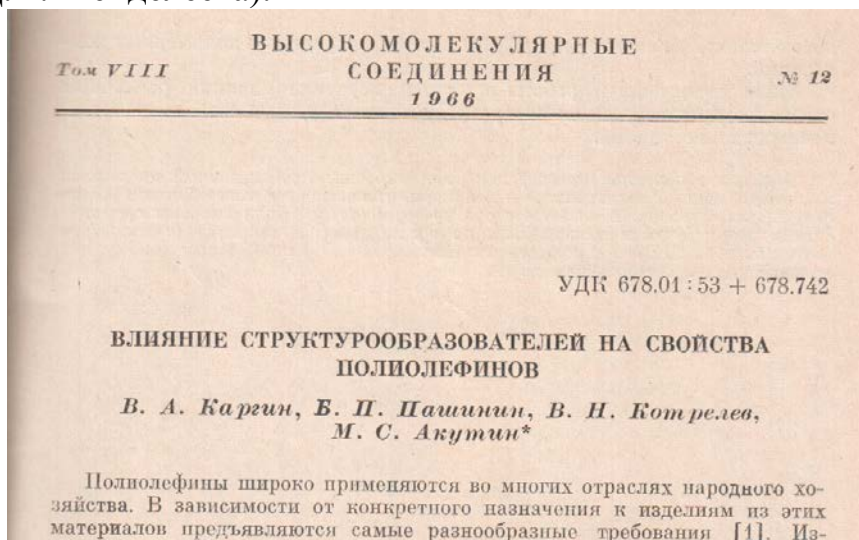 ВЫСОКОМОЛЕКУЛЯРНЫЕ
Том VIII СОЕДИНЕНИЯ № 12
1966
УДК 678.01 : 53 + 678.742
ВЛИЯНИЕ СТРУКТУРООБРАЗОВАТЕЛЕЙ НА СВОЙСТВА
ПОЛИОЛЕФИНОВ
В. А. Каргин, Б. П. Пашинин, В. Н. Котрелев,
М. С. Акутин*
Полиолефины широко применяются во многих отраслях народного хо-
зяйства. В зависимости от конкретного назначения к изделиям из этих
материалов предъявляются самые разнообразные требования [1]. Из-